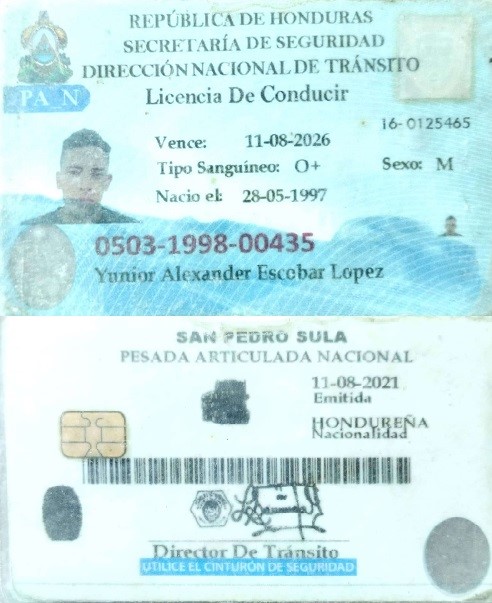 REPÚBLICA DE HONDURAS
SECRETARÍA DE SEGURIDAD
DIRECCIÓN NACIONAL DE TRÁNSITO
PA N
Licencia De Conducir
16-0125465
Vence: 11-08-2026
Tipo Sanguíneo: O+ Sexo: M
Nacio el: 28-05-1997
0503-1998-00435
Yunior Alexander Escobar Lopez
SAN PEDRO SULA
PESADA ARTICULADA NACIONAL
11-08-2021
Emitida
HONDUREÑA
Nacionalidad
Director De Tránsito
UTILICE EL CINTURÓN DE SEGURIDAD